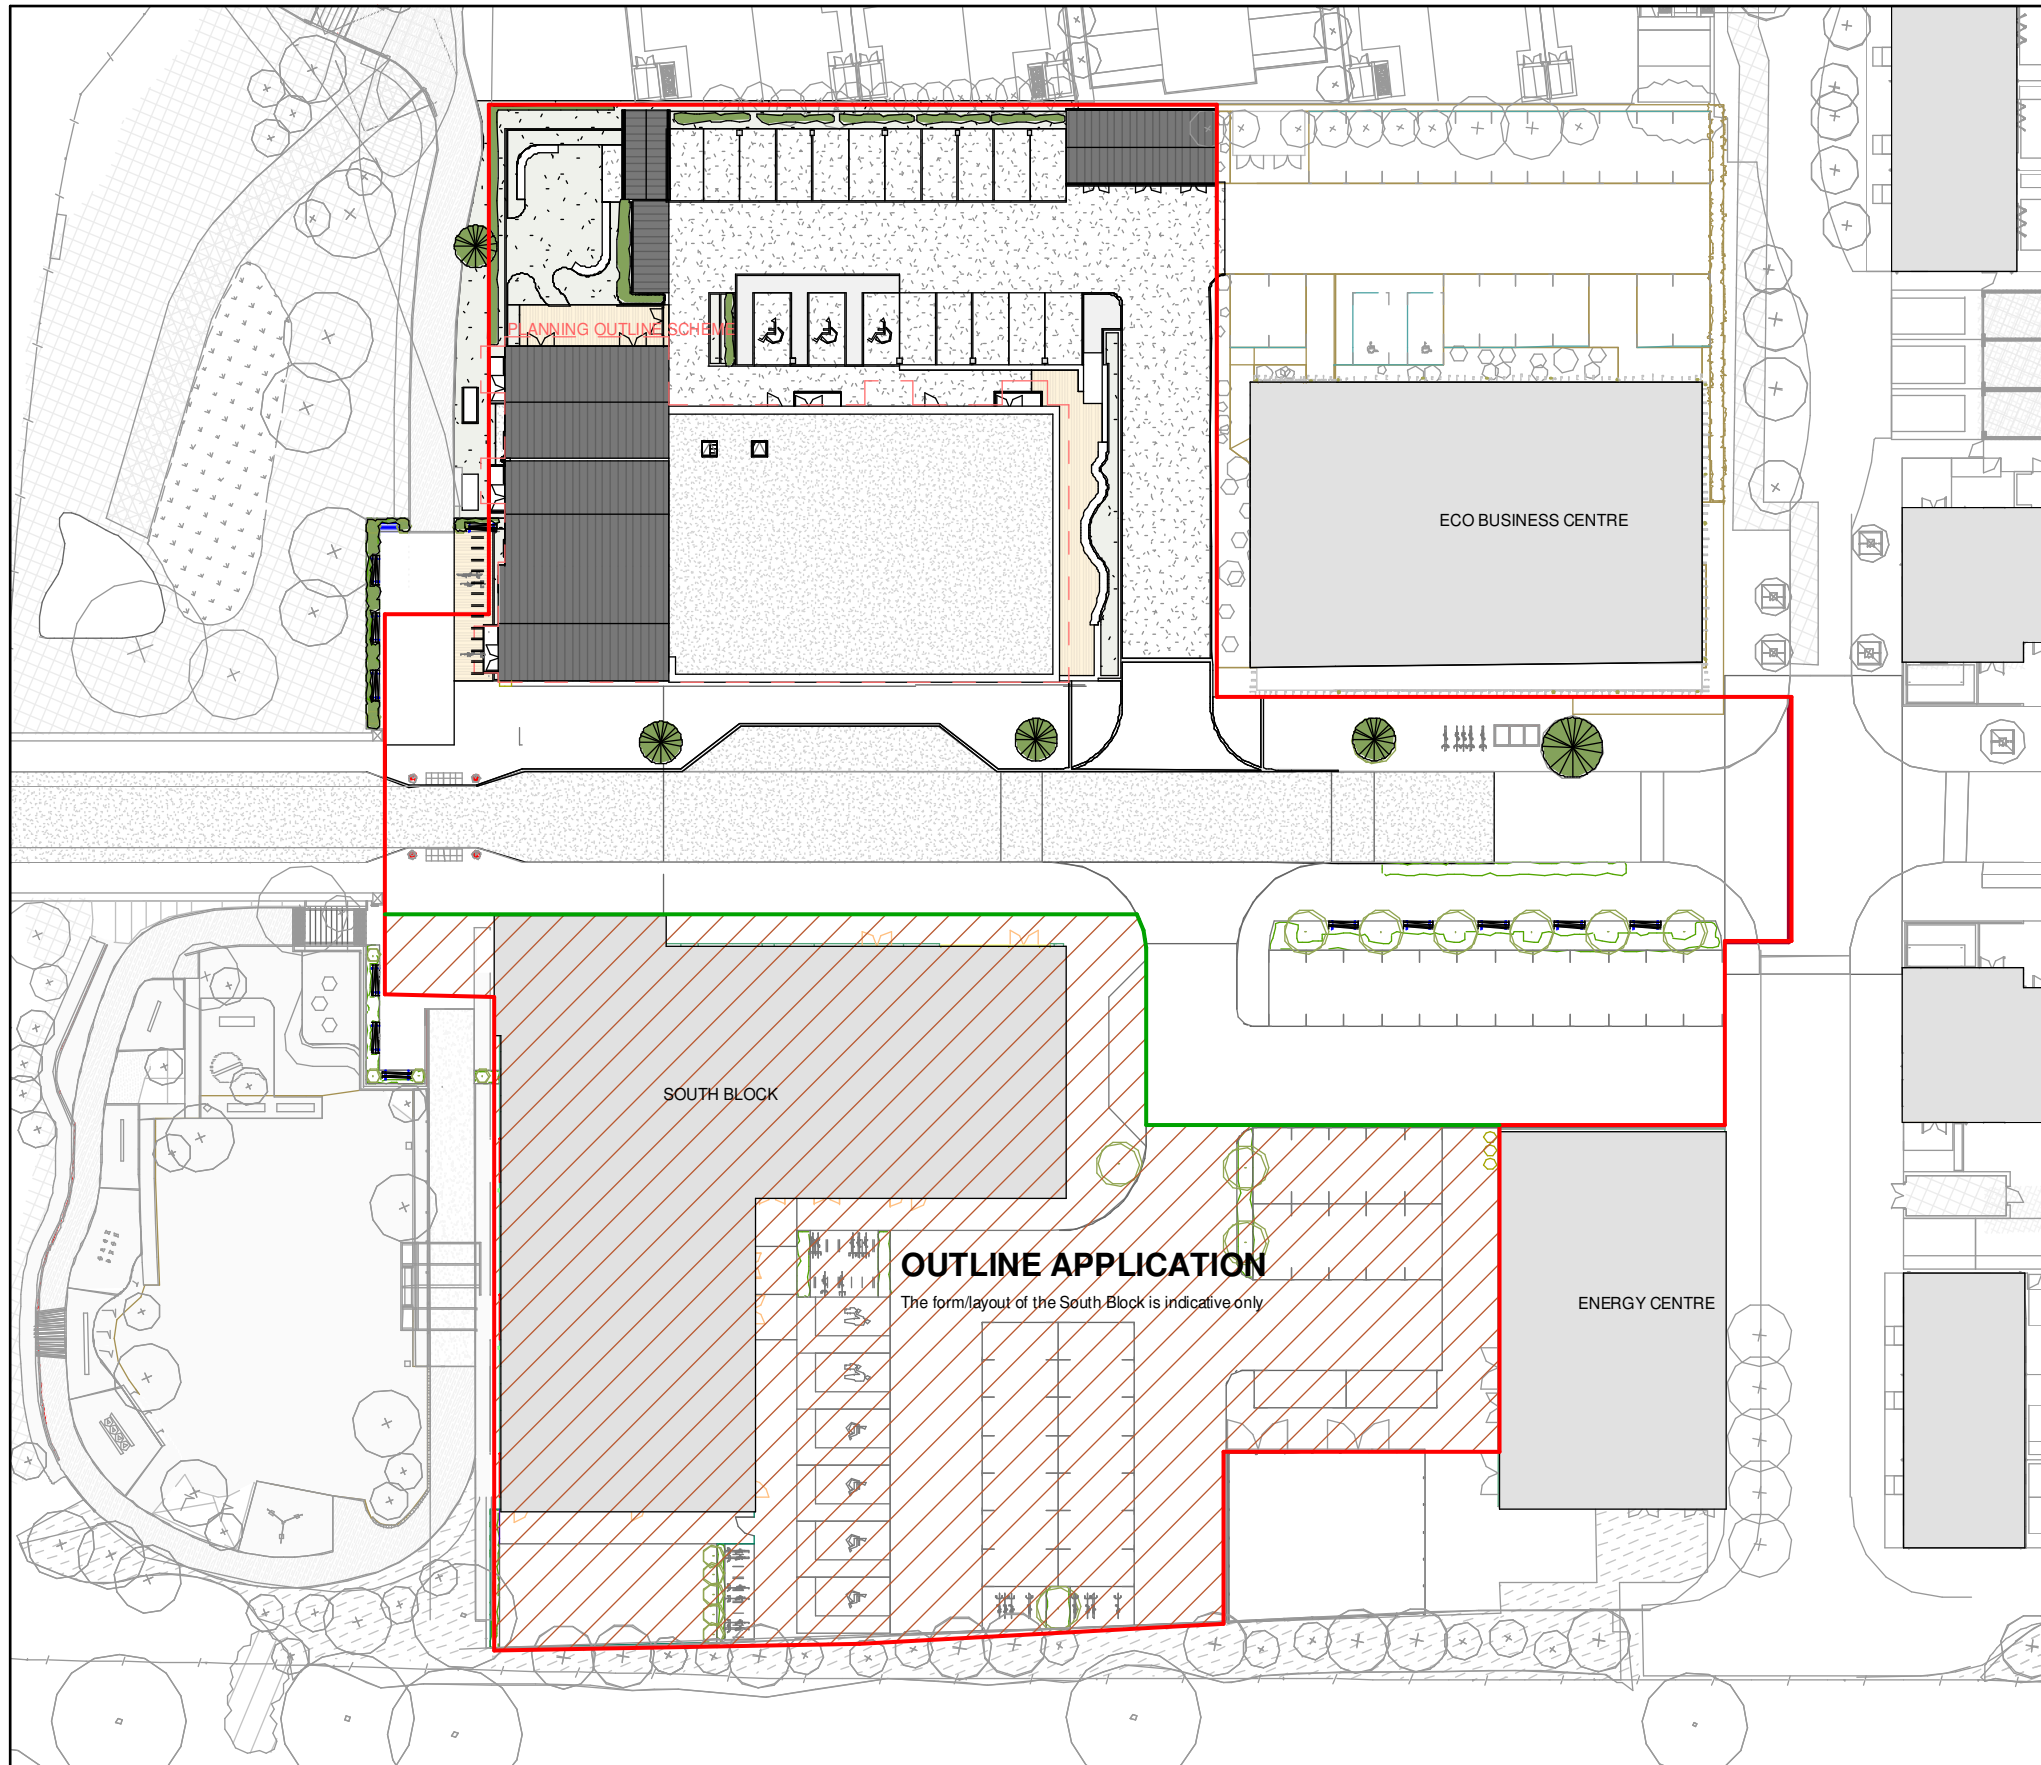 PLANNING OUTLINE SCHEME
ECO BUSINESS CENTRE
SOUTH BLOCK
OUTLINE APPLICATION
The form/layout of the South Block is indicative only
ENERGY CENTRE